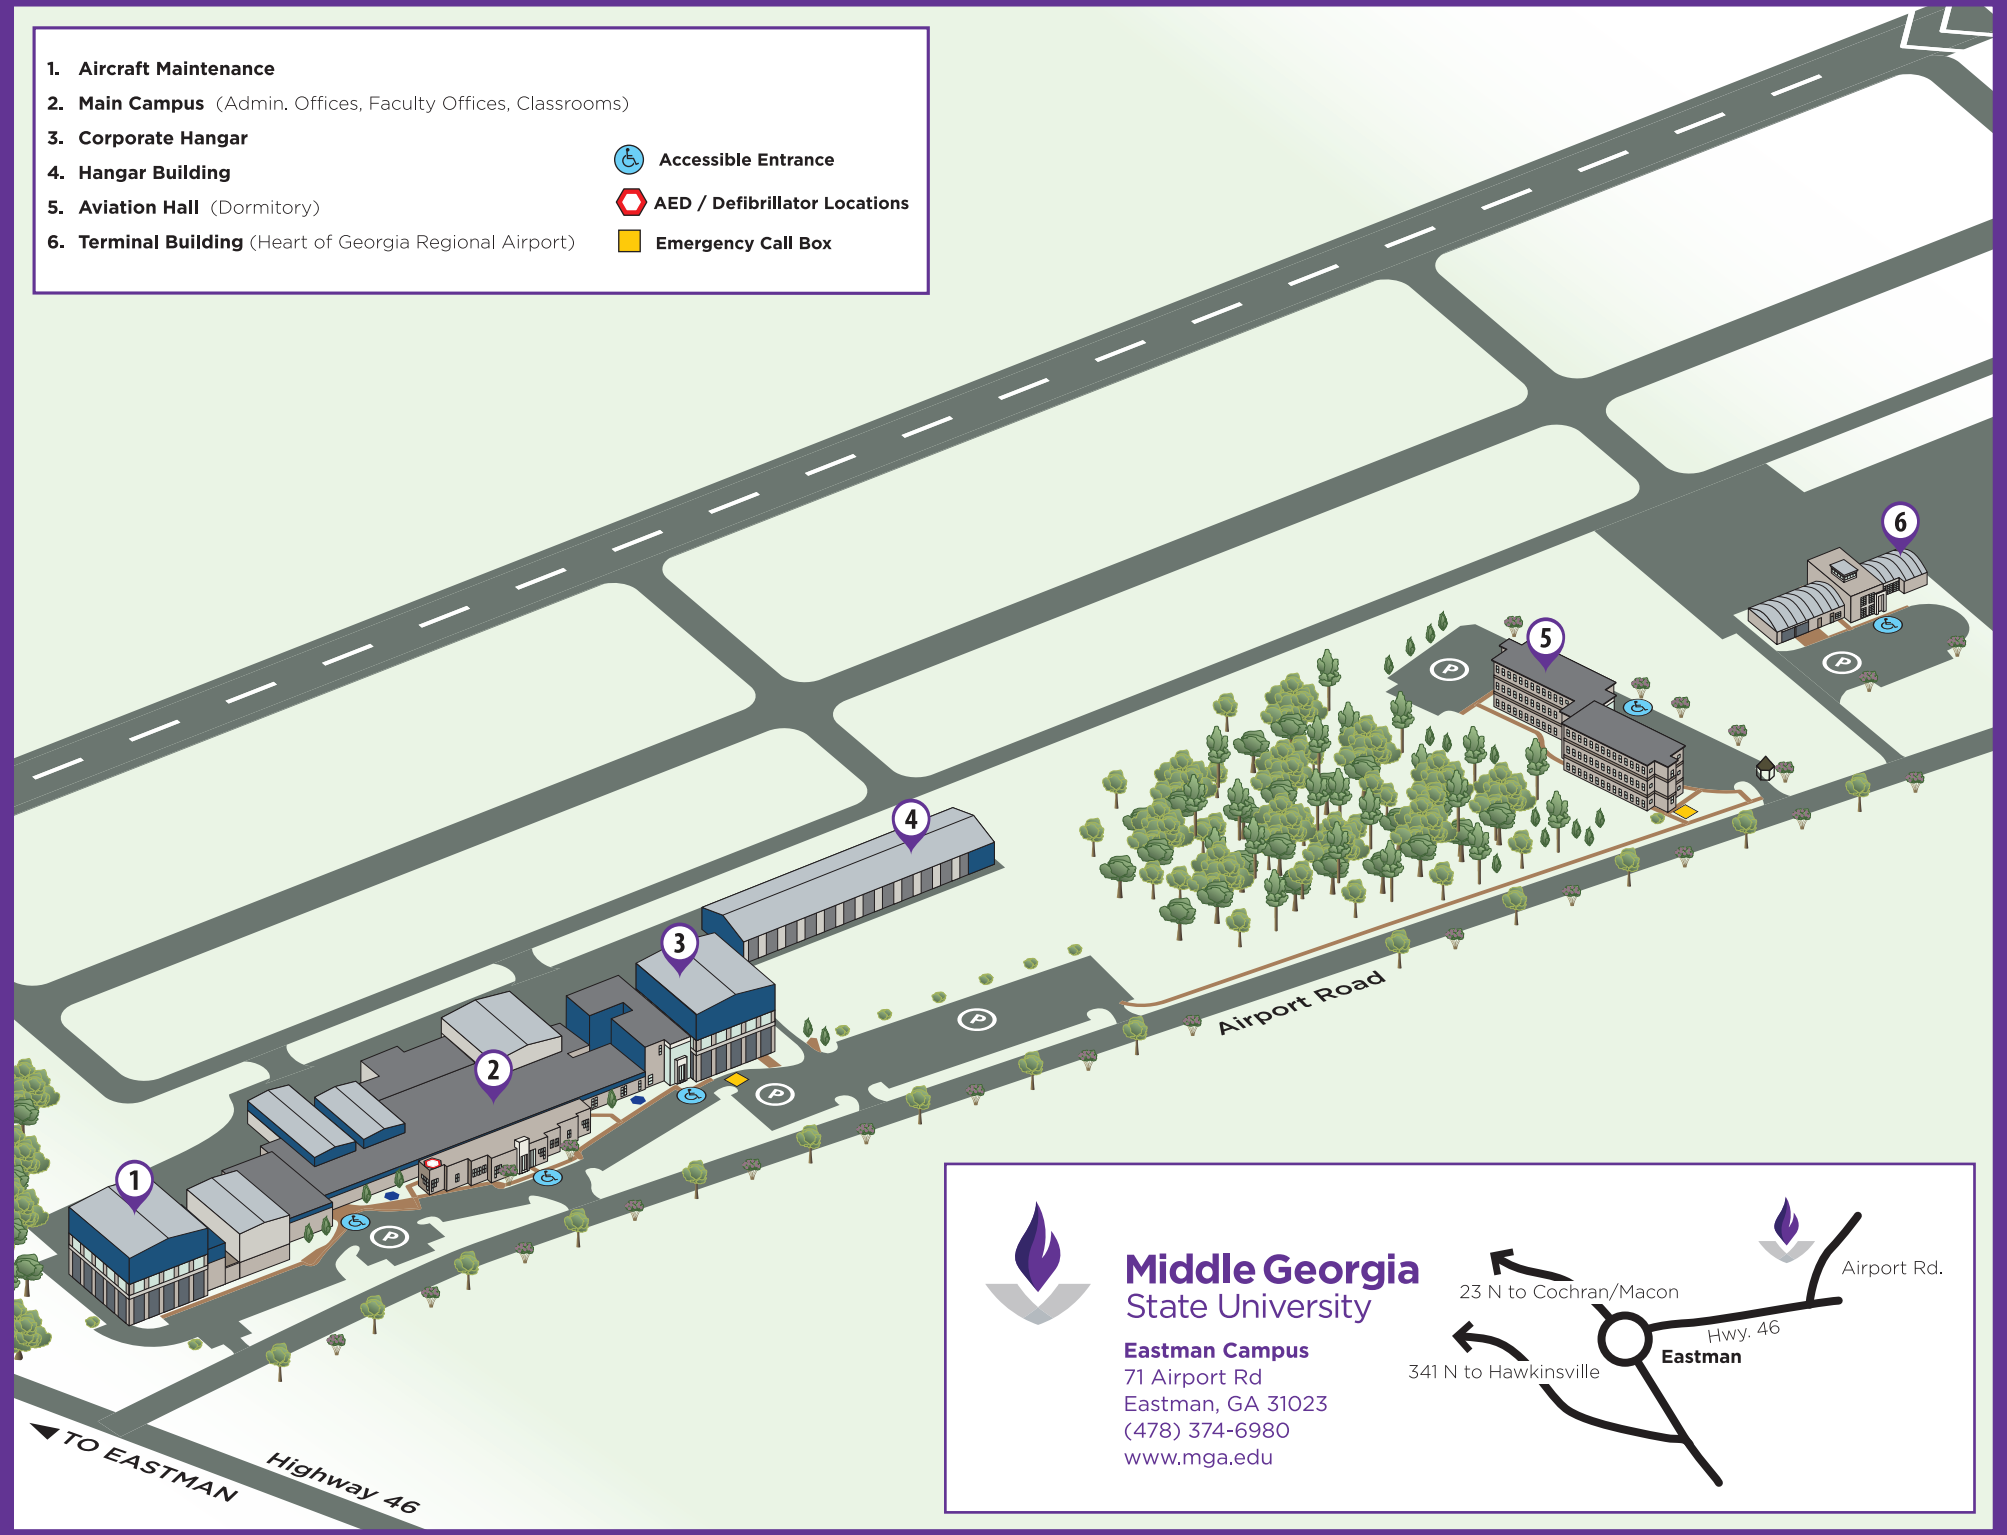 1. Aircraft Maintenance
2. Main Campus (Admin. Offices, Faculty Offices, Classrooms)
3. Corporate Hangar
4. Hangar Building
5. Aviation Hall (Dormitory)
6. Terminal Building (Heart of Georgia Regional Airport)
Accessible Entrance
AED / Defibrillator Locations
Emergency Call Box
6
5
P
P
4
3
P
2
P
1
P
Airport Road
TO EASTMAN
Highway 46
Middle Georgia
State University
Eastman Campus
71 Airport Rd
Eastman, GA 31023
(478) 374-6980
www.mga.edu
Airport Rd.
23 N to Cochran/Macon
Hwy. 46
Eastman
341 N to Hawkinsville